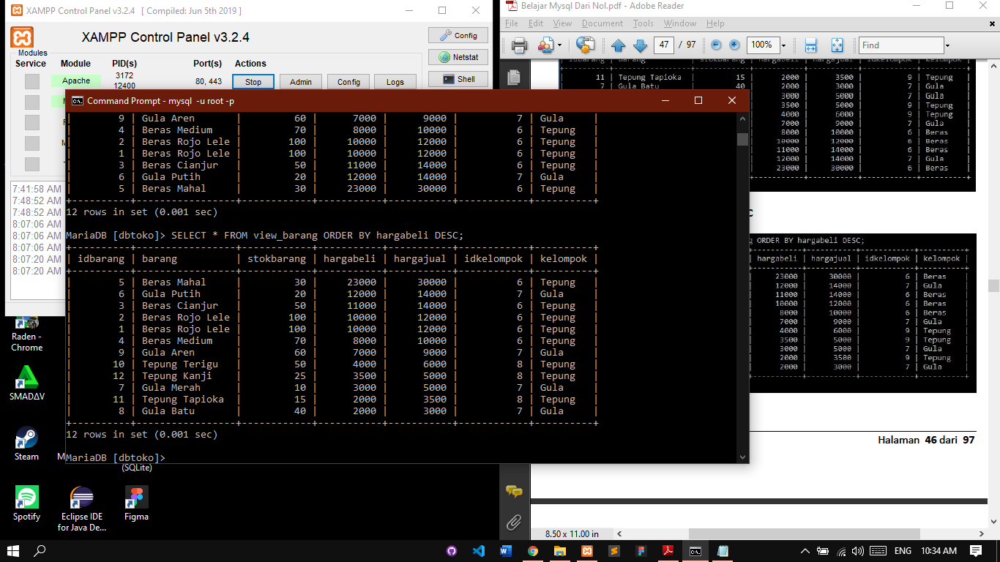 XAMPP Control Panel v3.2.4 [ Compiled: Jun 5th 2019 ]
XAMPP Control Panel v3.2.4
Config
Netstat
Shell
Modules
Service Module PID(s) Port(s) Actions
Apache 3172 12400 80, 443 Stop Admin Config Logs
7:41:58 AM
7:48:52 AM
7:48:52 AM
8:07:06 AM
8:07:06 AM
8:07:06 AM
8:07:20 AM
8:07:20 AM
Command Prompt - mysql -u root -p
| 9 | Gula Aren | 60 | 7000 | 9000 | 7 | Gula |
| 4 | Beras Medium | 70 | 8000 | 10000 | 6 | Tepung |
| 2 | Beras Rojo Lele | 100 | 10000 | 12000 | 6 | Tepung |
| 1 | Beras Rojo Lele | 100 | 10000 | 12000 | 6 | Tepung |
| 3 | Beras Cianjur | 50 | 11000 | 14000 | 6 | Tepung |
| 6 | Gula Putih | 20 | 12000 | 14000 | 7 | Gula |
| 5 | Beras Mahal | 30 | 23000 | 30000 | 6 | Tepung |
+----------+-----------------+------------+-----------+-----------+------------+----------+
12 rows in set (0.001 sec)
MariaDB [dbtoko]> SELECT * FROM view_barang ORDER BY hargabeli DESC;
+----------+-----------------+------------+-----------+-----------+------------+----------+
| idbarang | barang | stokbarang | hargabeli | hargajual | idkelompok | kelompok |
+----------+-----------------+------------+-----------+-----------+------------+----------+
| 5 | Beras Mahal | 30 | 23000 | 30000 | 6 | Tepung |
| 6 | Gula Putih | 20 | 12000 | 14000 | 7 | Gula |
| 3 | Beras Cianjur | 50 | 11000 | 14000 | 6 | Tepung |
| 2 | Beras Rojo Lele | 100 | 10000 | 12000 | 6 | Tepung |
| 1 | Beras Rojo Lele | 100 | 10000 | 12000 | 6 | Tepung |
| 4 | Beras Medium | 70 | 8000 | 10000 | 6 | Tepung |
| 9 | Gula Aren | 60 | 7000 | 9000 | 7 | Gula |
| 10 | Tepung Terigu | 50 | 4000 | 6000 | 8 | Tepung |
| 12 | Tepung Kanji | 25 | 3500 | 5000 | 8 | Tepung |
| 7 | Gula Merah | 10 | 3000 | 5000 | 7 | Gula |
| 11 | Tepung Tapioka | 15 | 2000 | 3500 | 8 | Tepung |
| 8 | Gula Batu | 40 | 2000 | 3000 | 7 | Gula |
+----------+-----------------+------------+-----------+-----------+------------+----------+
12 rows in set (0.001 sec)
MariaDB [dbtoko]>
Belajar Mysql Dari Nol.pdf - Adobe Reader
File Edit View Document Tools Window Help
47 / 97 100% Find
11 | Tepung Tapioka | 15 | 2000 | 3500 | 9 | Tepung |
7 | Gula Batu | 40 | 2000 | 3000 | 7 | Gula |
3000 | 5000 | 7 | Gula |
3500 | 5000 | 9 | Tepung |
4000 | 6000 | 9 | Tepung |
7000 | 9000 | 7 | Gula |
8000 | 10000 | 6 | Beras |
10000 | 12000 | 6 | Beras |
11000 | 14000 | 6 | Beras |
12000 | 14000 | 7 | Gula |
23000 | 30000 | 6 | Beras |
ORDER BY hargabeli DESC;
| hargabeli | hargajual | idkelompok | kelompok |
23000 | 30000 | 6 | Beras |
12000 | 14000 | 7 | Gula |
11000 | 14000 | 6 | Beras |
10000 | 12000 | 6 | Beras |
8000 | 10000 | 6 | Beras |
7000 | 9000 | 7 | Gula |
4000 | 6000 | 9 | Tepung |
3500 | 5000 | 9 | Tepung |
3000 | 5000 | 7 | Gula |
2000 | 3500 | 9 | Tepung |
2000 | 3000 | 7 | Gula |
Halaman 46 dari 97
8.50 x 11.00 in
Raden -
Chrome
SMADΔV
Steam
(SQLite)
Spotify
Eclipse IDE
for Java De...
Figma
ENG 10:34 AM